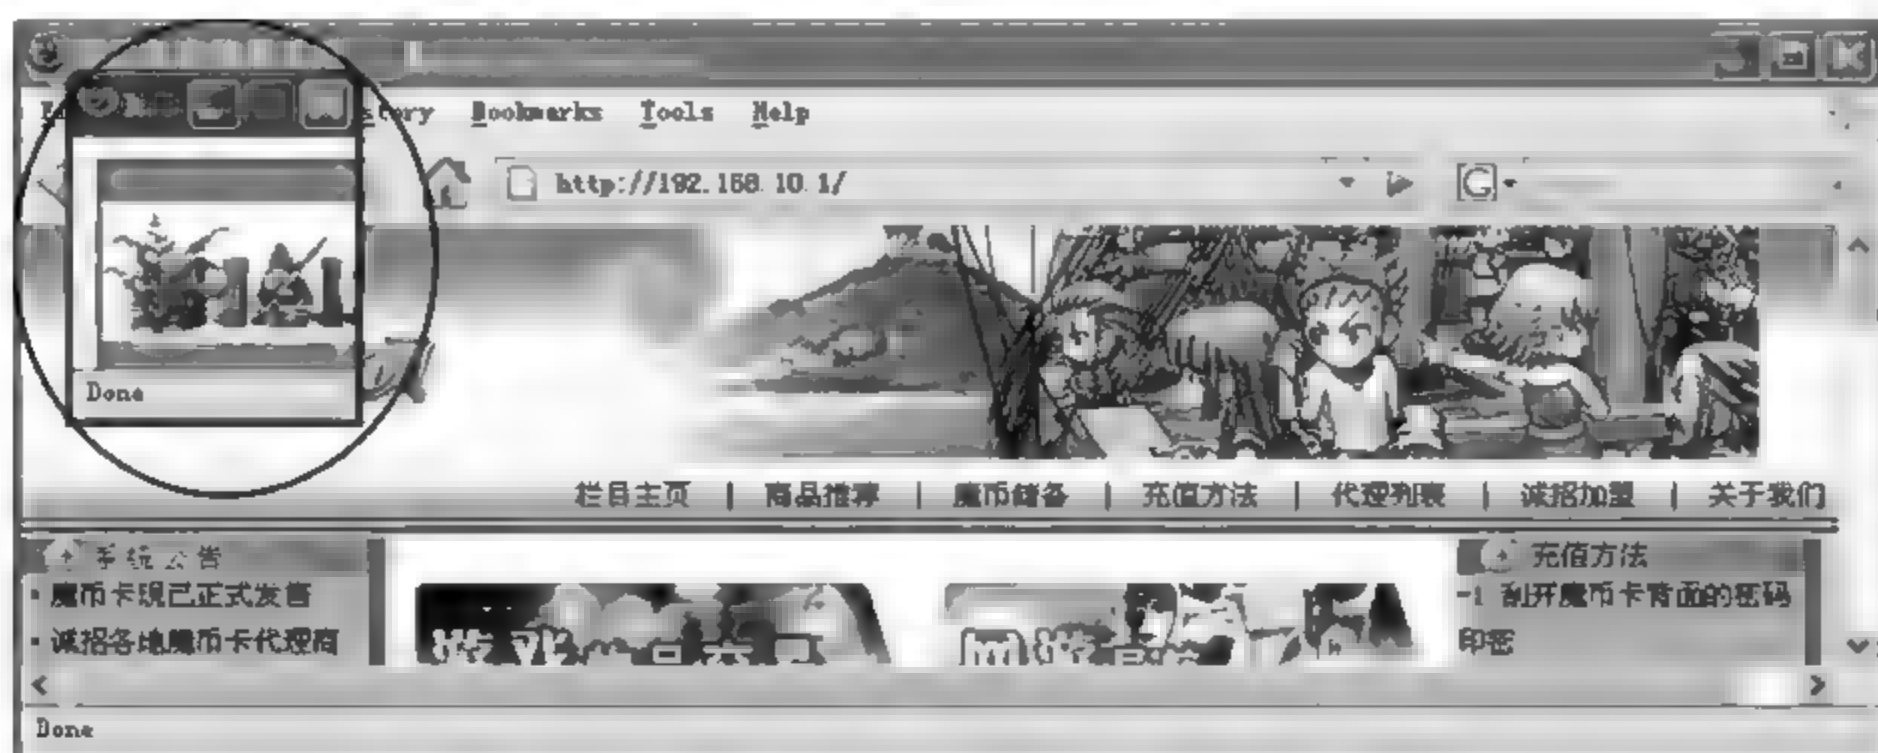 story Bookmarks Tools Help
http://192.168.10.1/
Done
栏目主页 | 商品推荐 | 魔币储备 | 充值方法 | 代理列表 | 诚招加盟 | 关于我们
系统公告
· 魔币卡现已正式发售
· 诚招各地魔币卡代理商
充值方法
-1 刮开魔币卡背面的密码
印密
Done